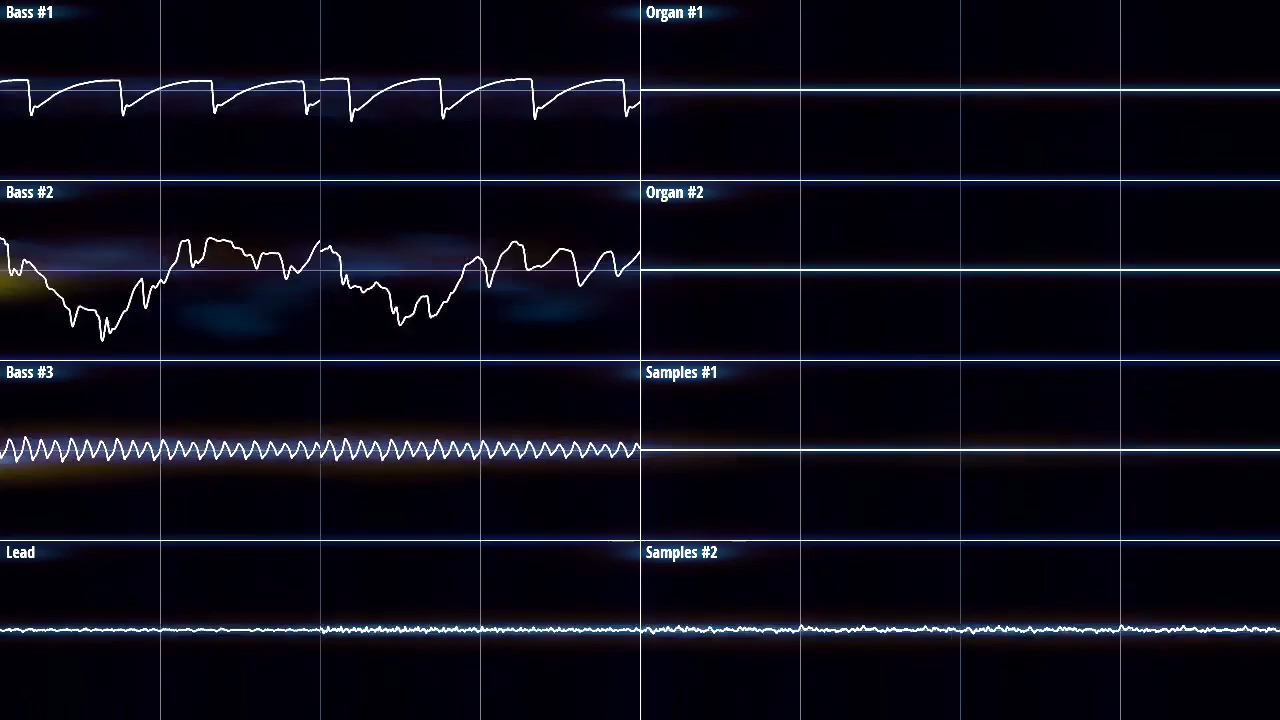 Bass #1
Organ #1
Bass #2
Organ #2
Bass #3
Samples #1
Lead
Samples #2